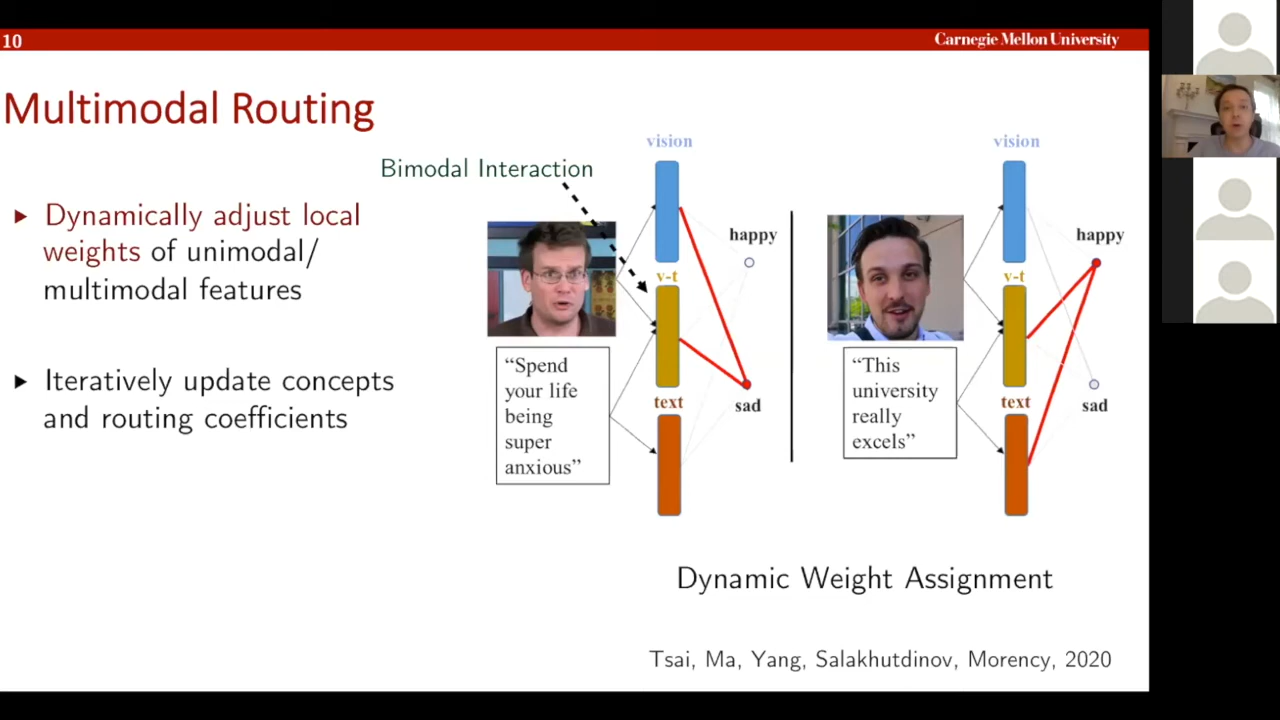 10
Carnegie Mellon University
Multimodal Routing
Dynamically adjust local
weights of unimodal/
multimodal features
Iteratively update concepts
and routing coefficients
Bimodal Interaction
vision
v-t
text
happy
sad
“Spend
your life
being
super
anxious”
vision
v-t
text
happy
sad
“This
university
really
excels”
Dynamic Weight Assignment
Tsai, Ma, Yang, Salakhutdinov, Morency, 2020